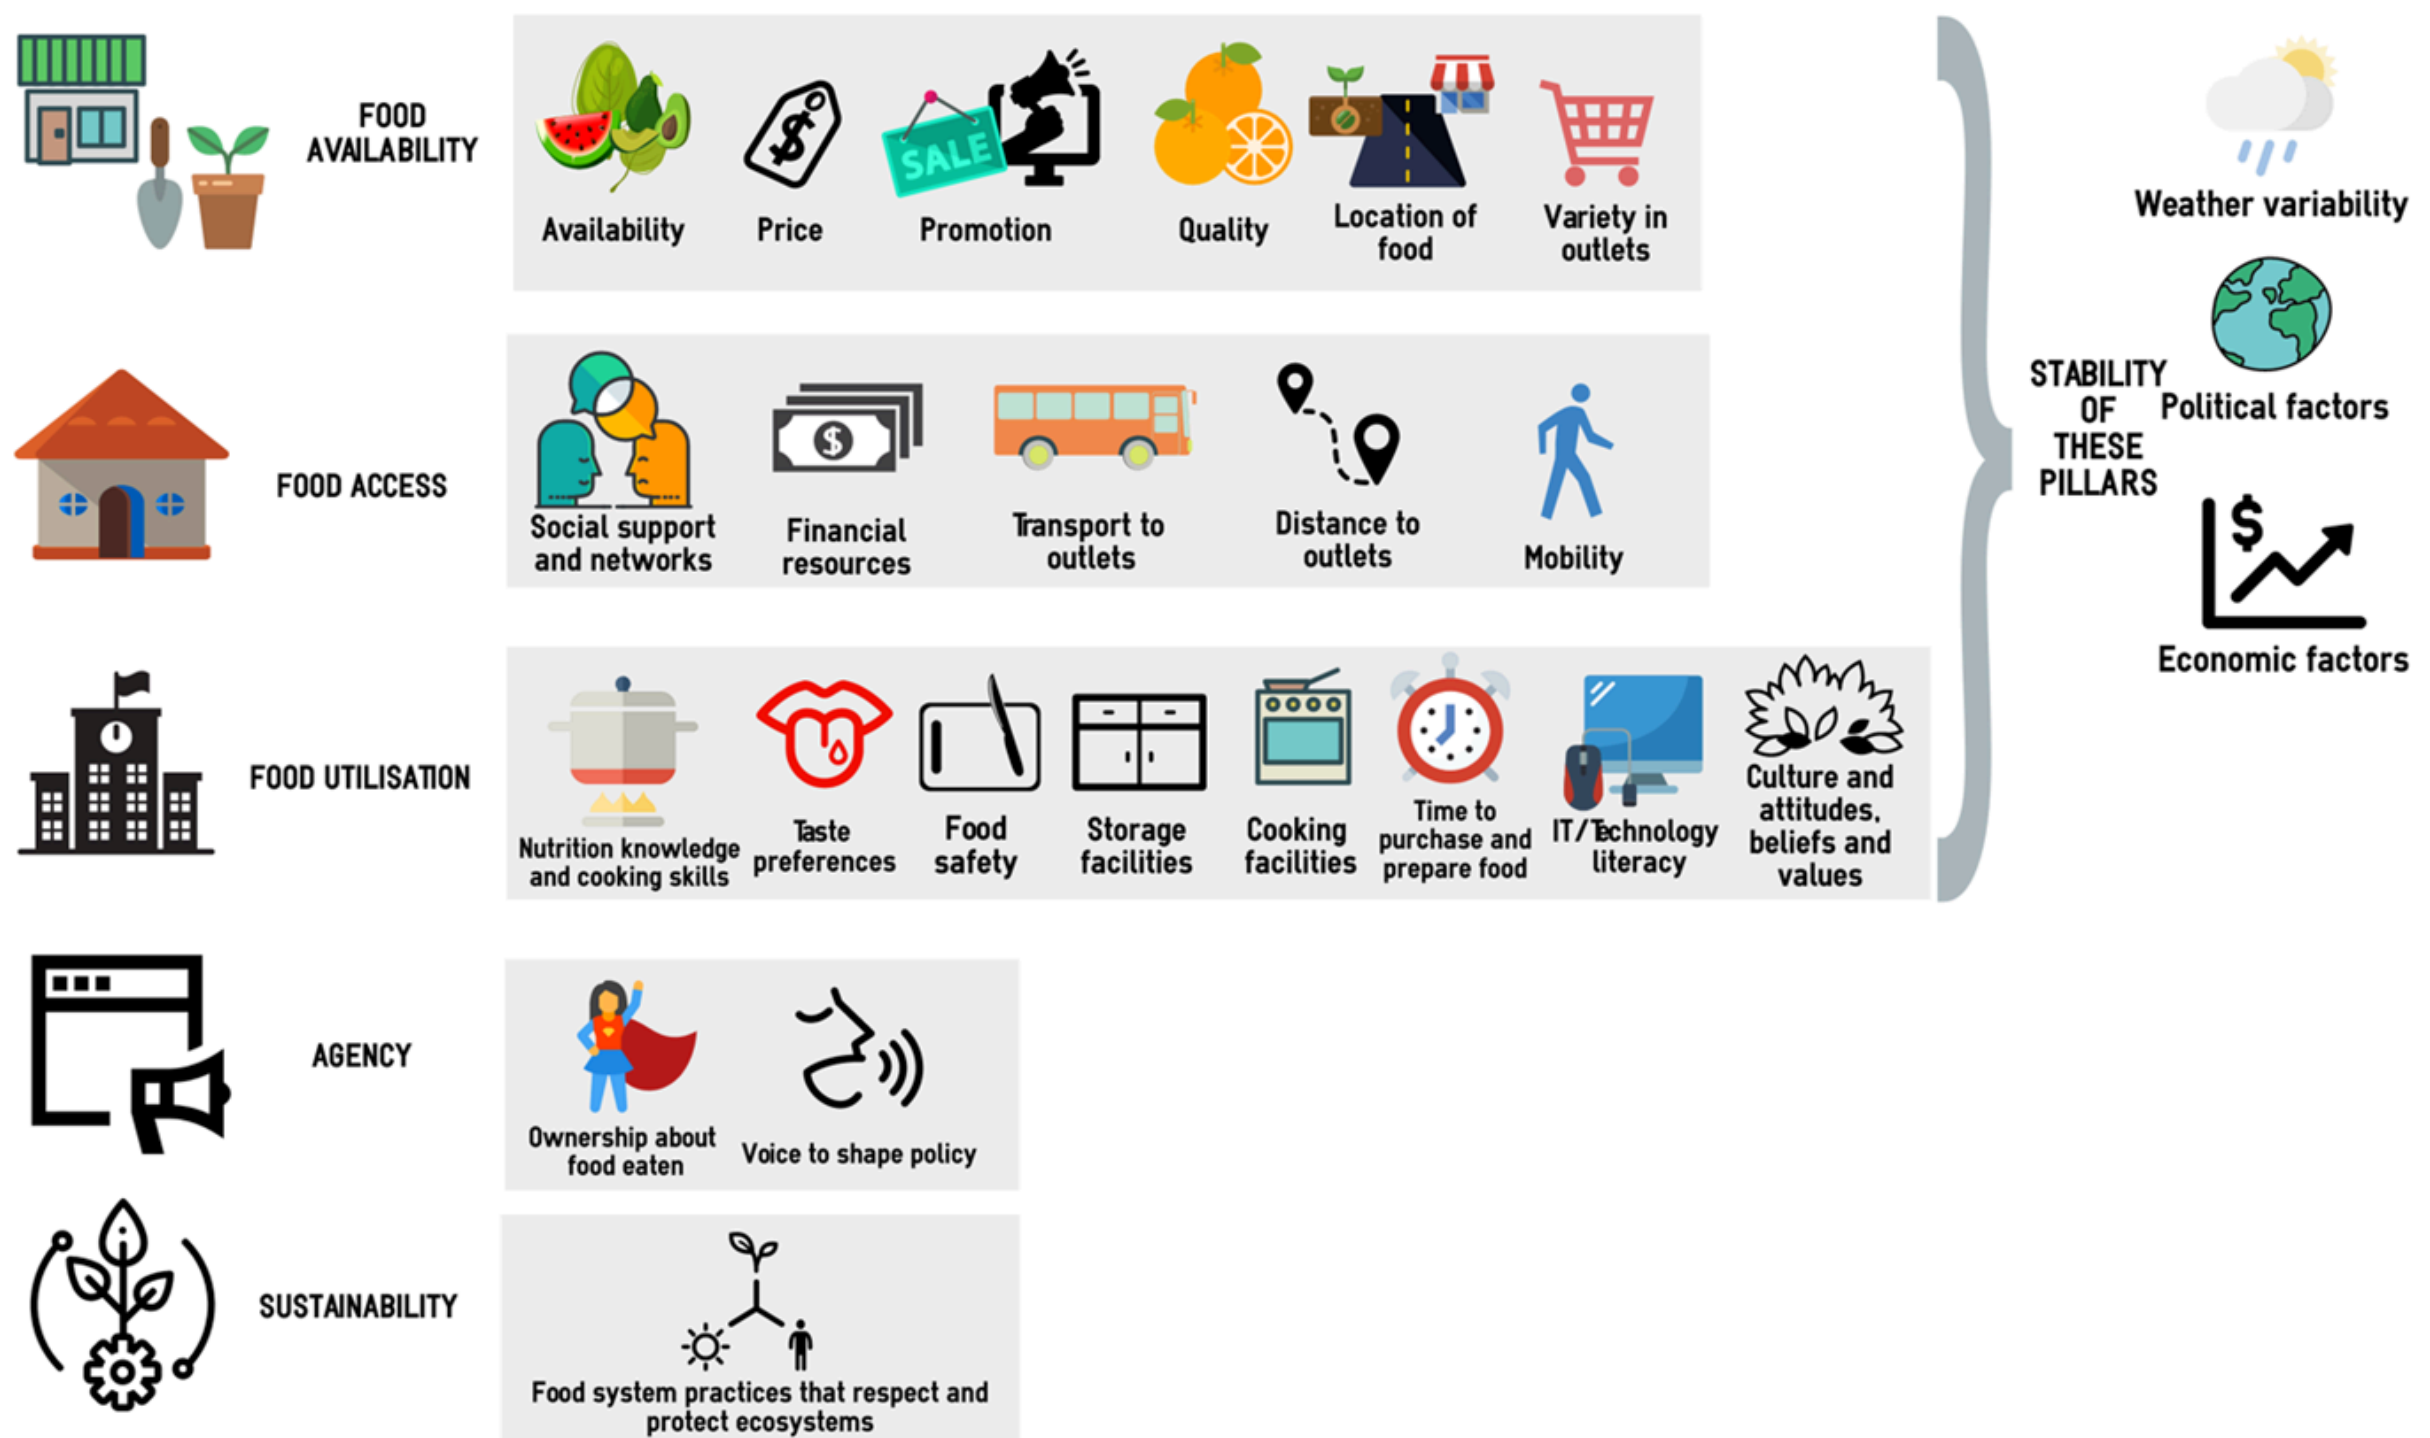 FOOD
AVAILABILITY
SALE
Availability
Price
Promotion
Quality
Location of
food
Variety in
outlets
FOOD ACCESS
Social support
and networks
Financial
resources
Transport to
outlets
Distance to
outlets
Mobility
FOOD UTILISATION
Nutrition knowledge
and cooking skills
Taste
preferences
Food
safety
Storage
facilities
Cooking
facilities
Time to
purchase and
prepare food
IT/Technology
literacy
Culture and
attitudes,
beliefs and
values
STABILITY
OF
THESE
PILLARS
Weather variability
Political factors
$
Economic factors
AGENCY
Ownership about
food eaten
Voice to shape policy
SUSTAINABILITY
Food system practices that respect and
protect ecosystems